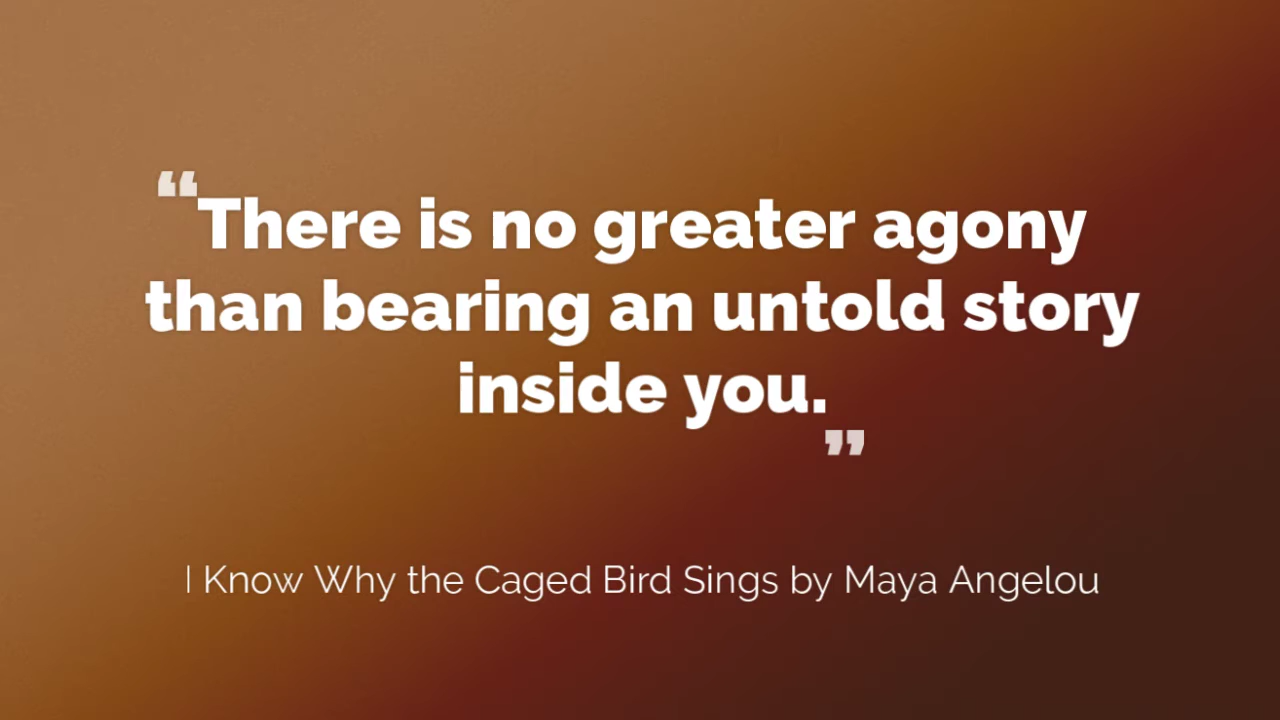 “There is no greater agony
than bearing an untold story
inside you.”
I Know Why the Caged Bird Sings by Maya Angelou